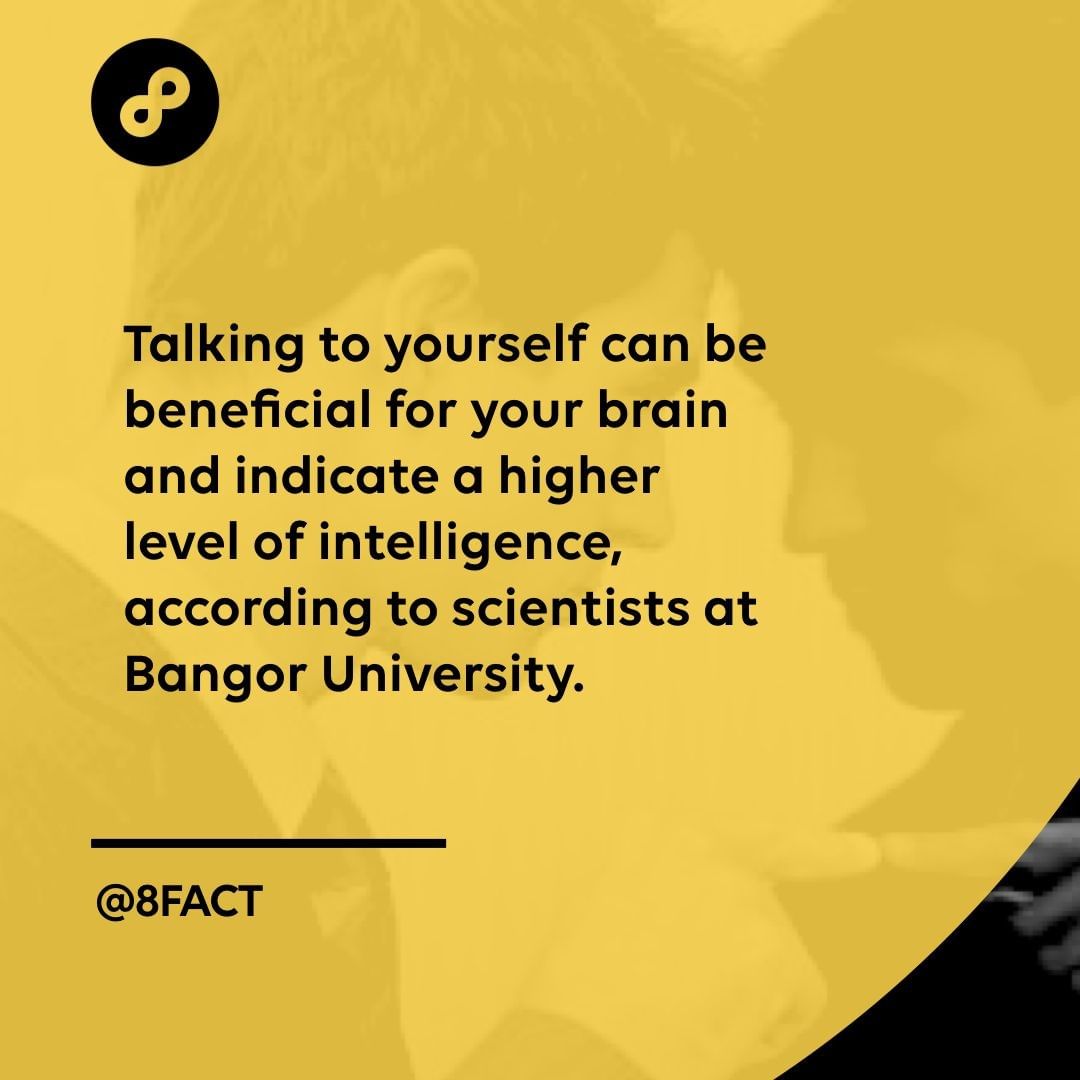 Talking to yourself can be
beneficial for your brain
and indicate a higher
level of intelligence,
according to scientists at
Bangor University.
@8FACT